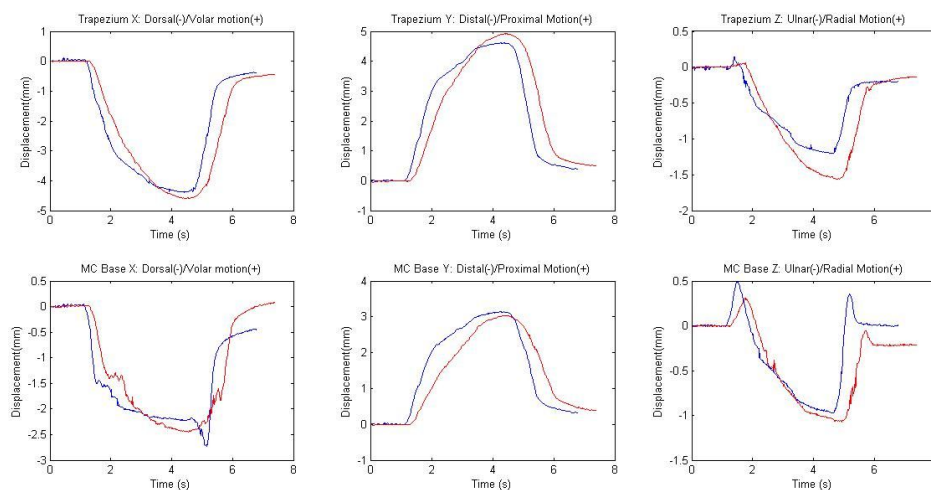 Trapezium X: Dorsal(-)/Volar motion(+)
Displacement(mm)
1
0
-1
-2
-3
-4
-5
0 2 4 6 8
Time (s)
Trapezium Y: Distal(-)/Proximal Motion(+)
Displacement(mm)
5
4
3
2
1
0
-1
0 2 4 6 8
Time (s)
Trapezium Z: Ulnar(-)/Radial Motion(+)
Displacement(mm)
0.5
0
-0.5
-1
-1.5
-2
0 2 4 6 8
Time (s)
MC Base X: Dorsal(-)/Volar motion(+)
Displacement(mm)
0.5
0
-0.5
-1
-1.5
-2
-2.5
-3
0 2 4 6 8
Time (s)
MC Base Y: Distal(-)/Proximal Motion(+)
Displacement(mm)
4
3
2
1
0
-1
0 2 4 6 8
Time (s)
MC Base Z: Ulnar(-)/Radial Motion(+)
Displacement(mm)
0.5
0
-0.5
-1
-1.5
0 2 4 6 8
Time (s)